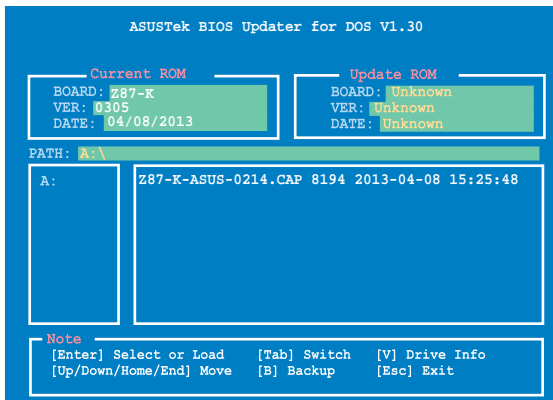 ASUSTek BIOS Updater for DOS V1.30
Current ROM
BOARD: Z87-K
VER: 0305
DATE: 04/08/2013
Update ROM
BOARD: Unknown
VER: Unknown
DATE: Unknown
PATH: A:\
A:
Z87-K-ASUS-0214.CAP 8194 2013-04-08 15:25:48
Note
[Enter] Select or Load [Tab] Switch [V] Drive Info
[Up/Down/Home/End] Move [B] Backup [Esc] Exit